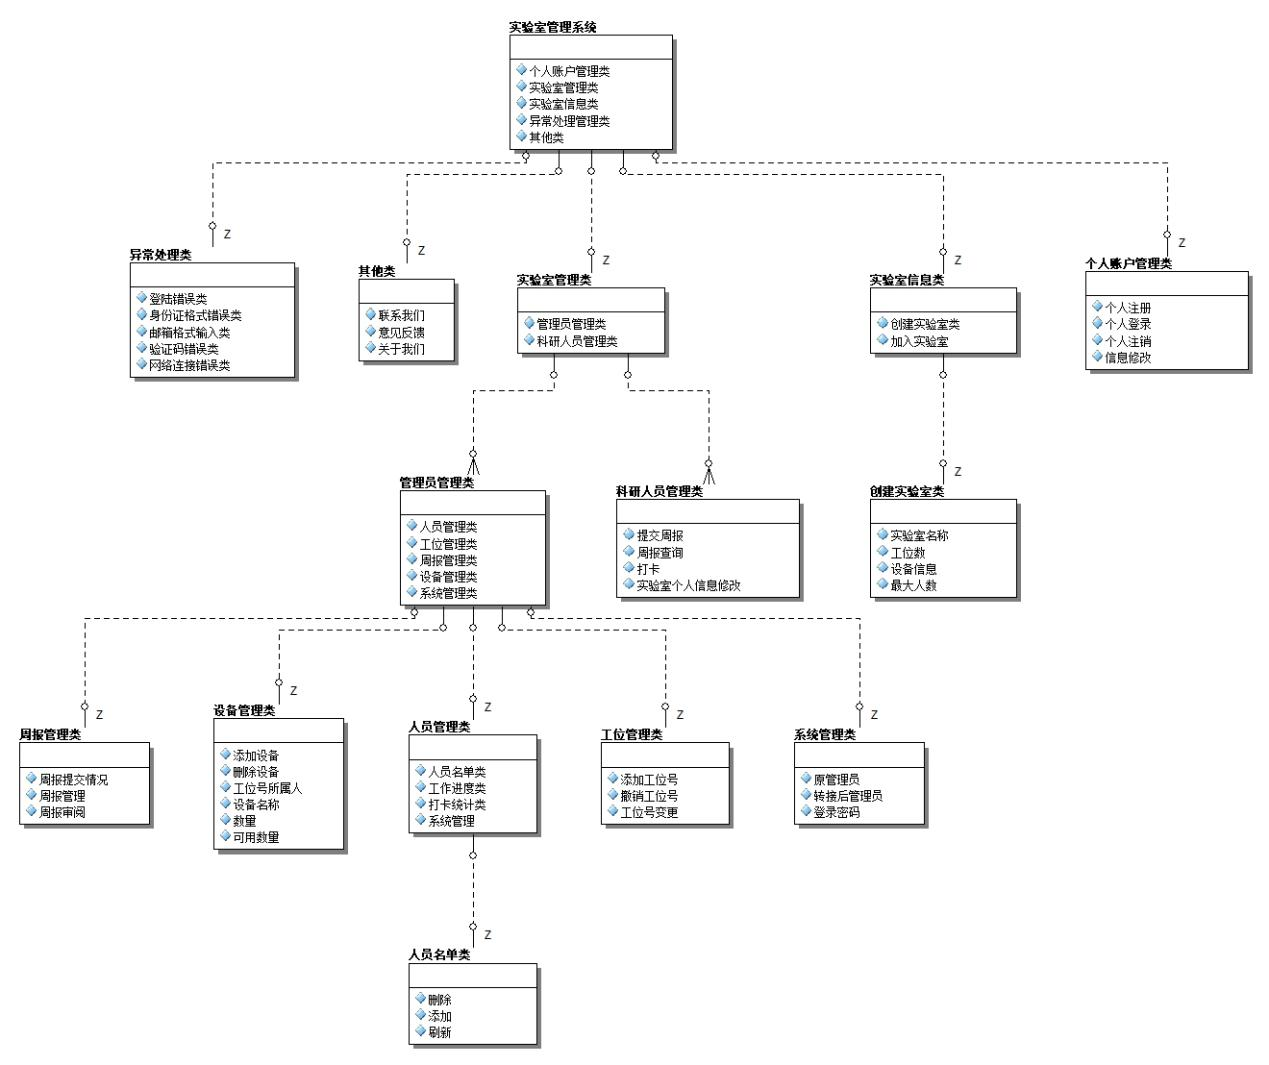 实验室管理系统
个人账户管理类
实验室管理类
实验室信息类
异常处理管理类
其他类
Z
异常处理类
登陆错误类
身份证格式错误类
邮箱格式输入类
验证码错误类
网络连接错误类
Z
其他类
联系我们
意见反馈
关于我们
Z
实验室管理类
管理员管理类
科研人员管理类
Z
实验室信息类
创建实验室类
加入实验室
Z
个人账户管理类
个人注册
个人登录
个人注销
信息修改
管理员管理类
人员管理类
工位管理类
周报管理类
设备管理类
系统管理类
科研人员管理类
提交周报
周报查询
打卡
实验室个人信息修改
Z
创建实验室类
实验室名称
工位数
设备信息
最大人数
Z
周报管理类
周报提交情况
周报管理
周报审阅
Z
设备管理类
添加设备
删除设备
工位号所属人
设备名称
数量
可用数量
Z
人员管理类
人员名单类
工作进度类
打卡统计类
系统管理
Z
工位管理类
添加工位号
撤销工位号
工位号变更
Z
系统管理类
原管理员
转接后管理员
登录密码
Z
人员名单类
删除
添加
刷新